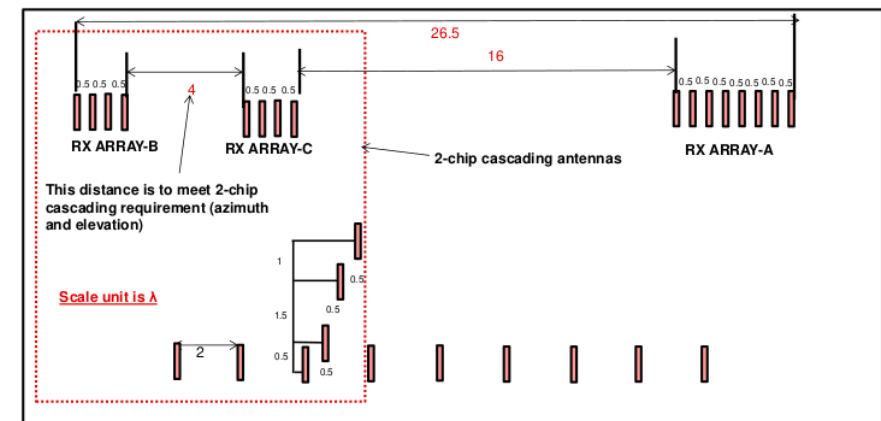 26.5
16
4
0.5 0.5 0.5
0.5 0.5 0.5
0.5 0.5 0.5 0.5 0.5 0.5 0.5
RX ARRAY-B
RX ARRAY-C
RX ARRAY-A
2-chip cascading antennas
This distance is to meet 2-chip
cascading requirement (azimuth
and elevation)
1
0.5
Scale unit is λ
1.5
0.5
2
0.5
0.5